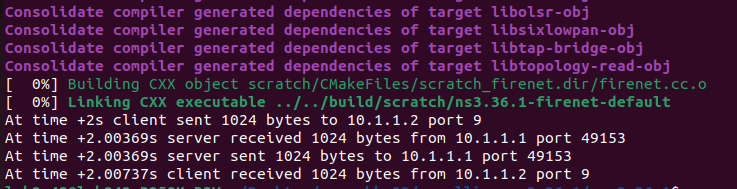 Consolidate compiler generated dependencies of target libolsr-obj
Consolidate compiler generated dependencies of target libsixlowpan-obj
Consolidate compiler generated dependencies of target libtap-bridge-obj
Consolidate compiler generated dependencies of target libtopology-read-obj
[  0%] Building CXX object scratch/CMakeFiles/scratch_firenet.dir/firenet.cc.o
[  0%] Linking CXX executable ../../build/scratch/ns3.36.1-firenet-default
At time +2s client sent 1024 bytes to 10.1.1.2 port 9
At time +2.00369s server received 1024 bytes from 10.1.1.1 port 49153
At time +2.00369s server sent 1024 bytes to 10.1.1.1 port 49153
At time +2.00737s client received 1024 bytes from 10.1.1.2 port 9